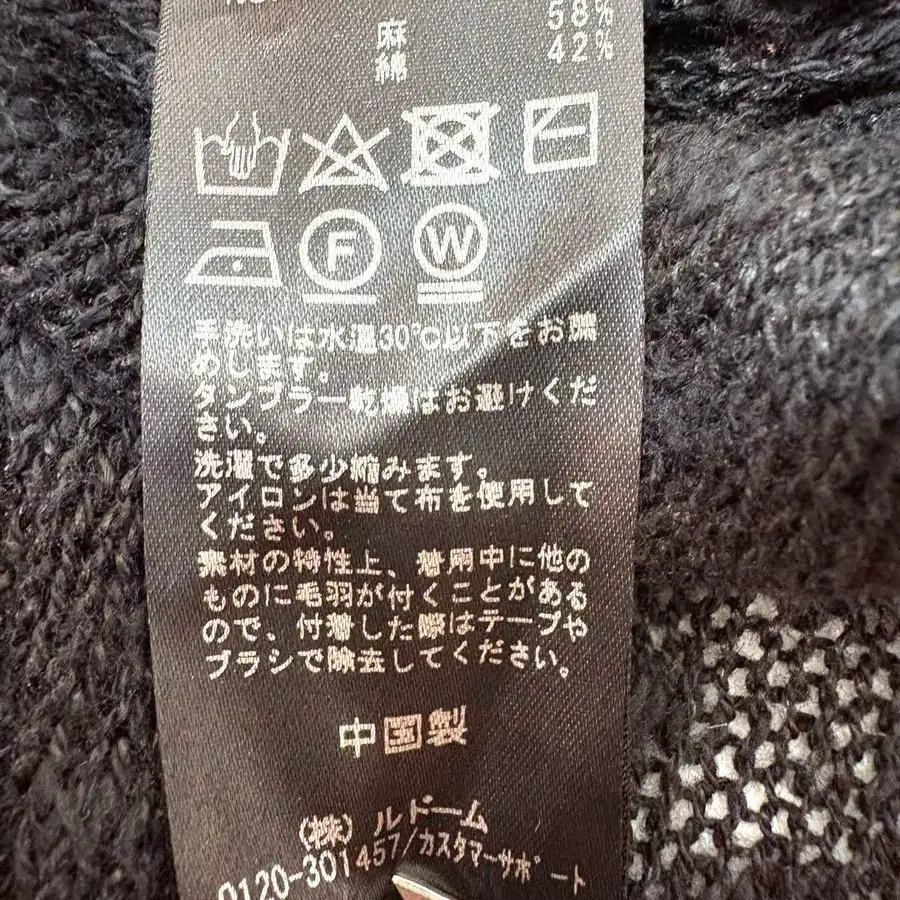 58%
麻
42%
綿
F
W
手洗いは水温30℃以下をお薦
めします。
タンブラー乾燥はお避けくだ
さい。
洗濯で多少縮みます。
アイロンは当て布を使用して
ください。
素材の特性上、着用中に他の
ものに毛羽が付くことがある
ので、付着した際はテープや
ブラシで除去してください。
中国製
(株) ルドーム
0120-301457/カスタマーサポート